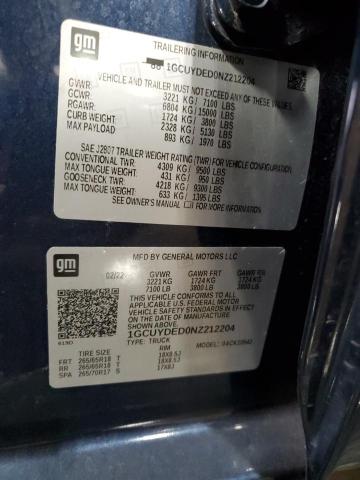 gm
TRAILERING INFORMATION
1GCUYDED0NZ212204
VEHICLE AND TRAILER MUST NOT EXCEED ANY OF THESE RATINGS
GVWR: 3221 KG / 7100 LBS
GCWR: 6804 KG / 15000 LBS
RGAWR: 1724 KG / 3800 LBS
CURB WEIGHT 2328 KG / 5130 LBS
MAX PAYLOAD 893 KG / 1970 LBS
SAE J2807 TRAILER WEIGHT RATING (TWR) FOR VEHICLE CONFIGURATION
CONVENTIONAL TWR: 4309 KG / 9500 LBS
MAX TONGUE WEIGHT: 431 KG / 950 LBS
GOOSENECK TWR: 4218 KG / 9300 LBS
MAX TONGUE WEIGHT: 633 KG / 1395 LBS
SEE OWNER'S MANUAL FOR ADDITIONAL INFORMATION
gm
MFD BY GENERAL MOTORS LLC
02/22 GVWR GAWR FRT GAWR RR
3221 KG 1724 KG 1724 KG
7100 LB 3800 LB 3800 LB
THIS VEHICLE CONFORMS TO ALL APPLICABLE U.S. FEDERAL MOTOR VEHICLE SAFETY STANDARDS IN EFFECT ON THE DATE OF MANUFACTURE SHOWN ABOVE.
1GCUYDED0NZ212204
TYPE: TRUCK
RIM
FRT 265/65R18 T 18X8.5J
RR 265/65R18 T 18X8.5J
SPA 265/70R17 S 17X8J